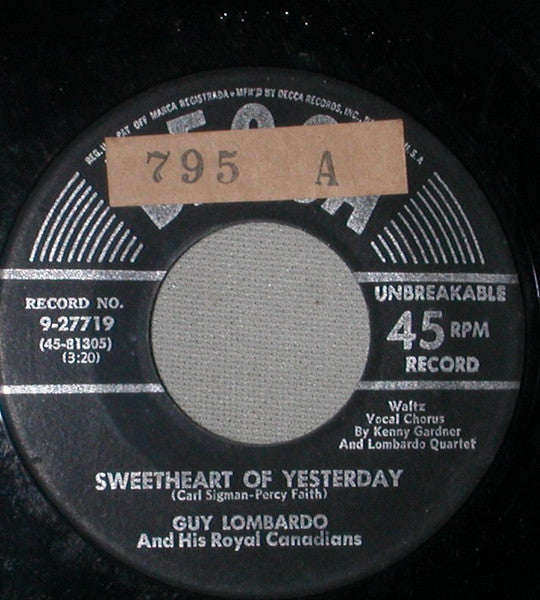 PAT OFF MARCA REGISTRADA • MF'D BY DECCA RECORDS, INC.,
U.S.A
795 A
RECORD NO.
9-27719
(45-81305)
(3:20)
UNBREAKABLE
45 RPM
RECORD
Waltz
Vocal Chorus
By Kenny Gardner
And Lombardo Quartet
SWEETHEART OF YESTERDAY
(Carl Sigman-Percy Faith)
GUY LOMBARDO
And His Royal Canadians